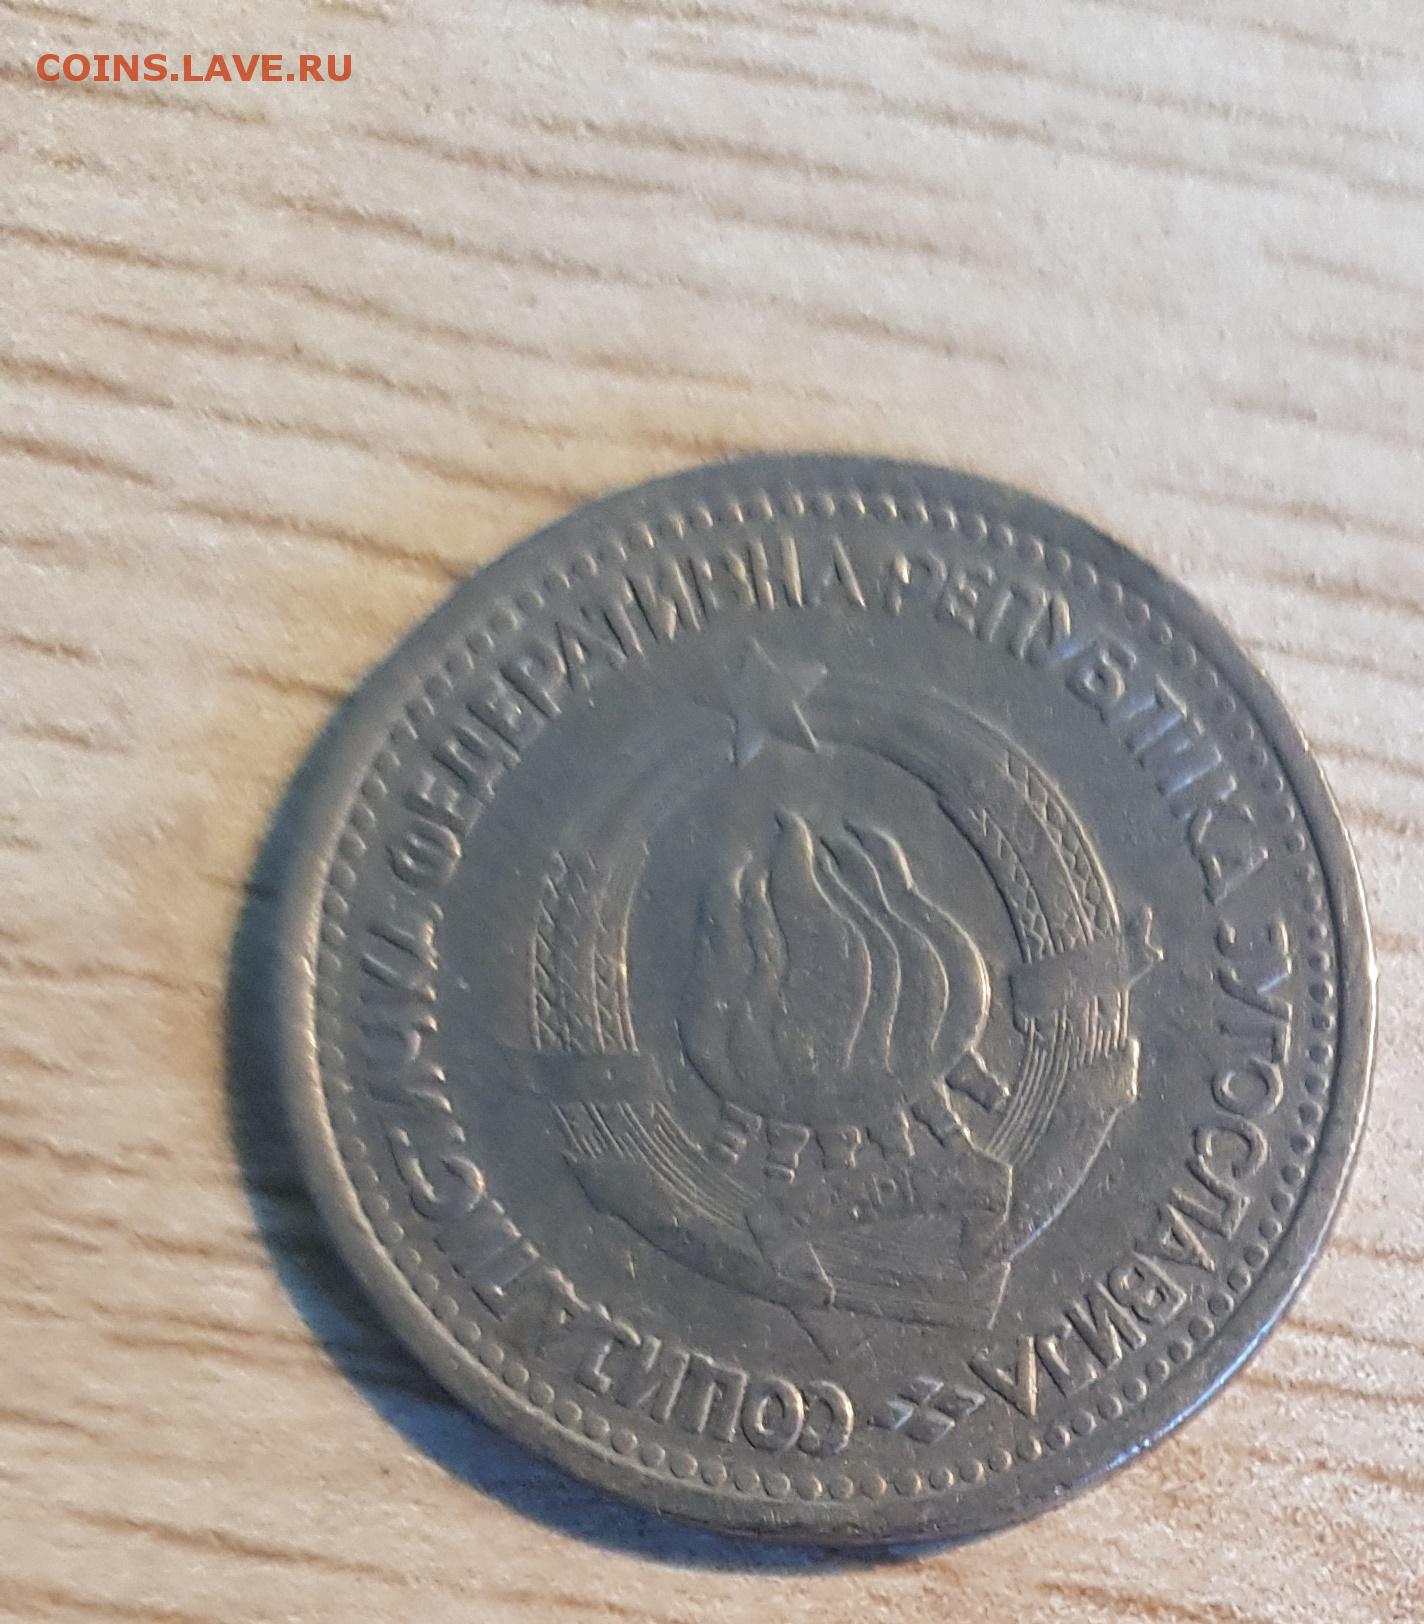 COINS.LAVE.RU
СОЦИЈАЛИСТИЧКА ФЕДЕРАТИВНА РЕПУБЛИКА ЈУГОСЛАВИЈА